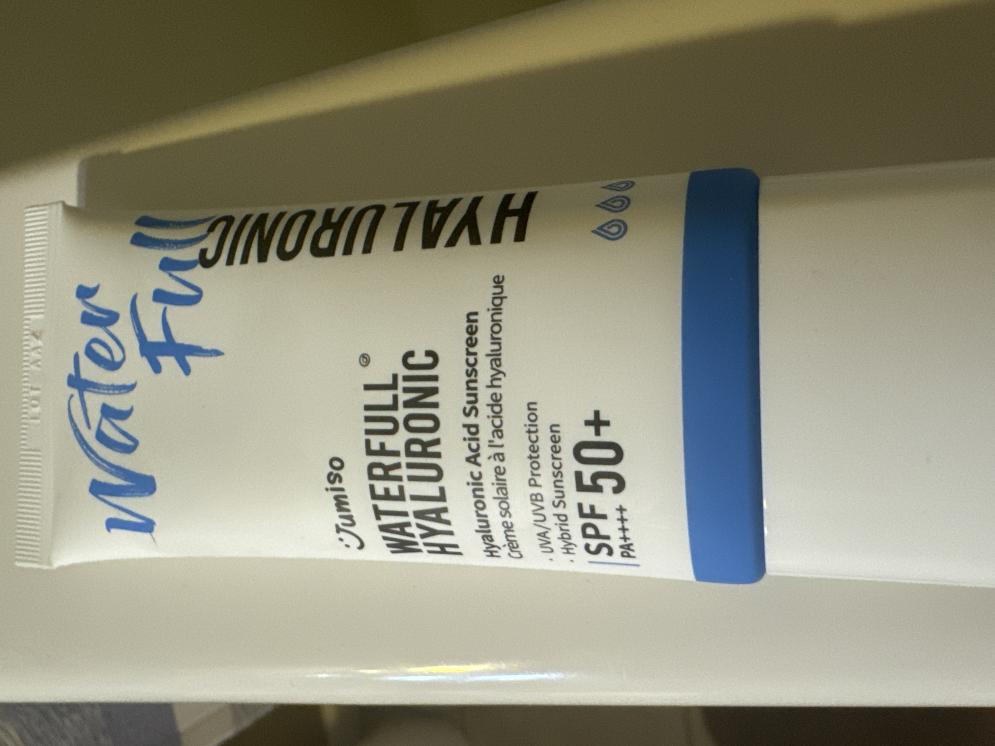 Water
Full
HYALURONIC
Jumiso
WATERFULL
HYALURONIC
Hyaluronic Acid Sunscreen
Crème solaire à l'acide hyaluronique
· UVA/UVB Protection
· Hybrid Sunscreen
SPF 50+
PA++++